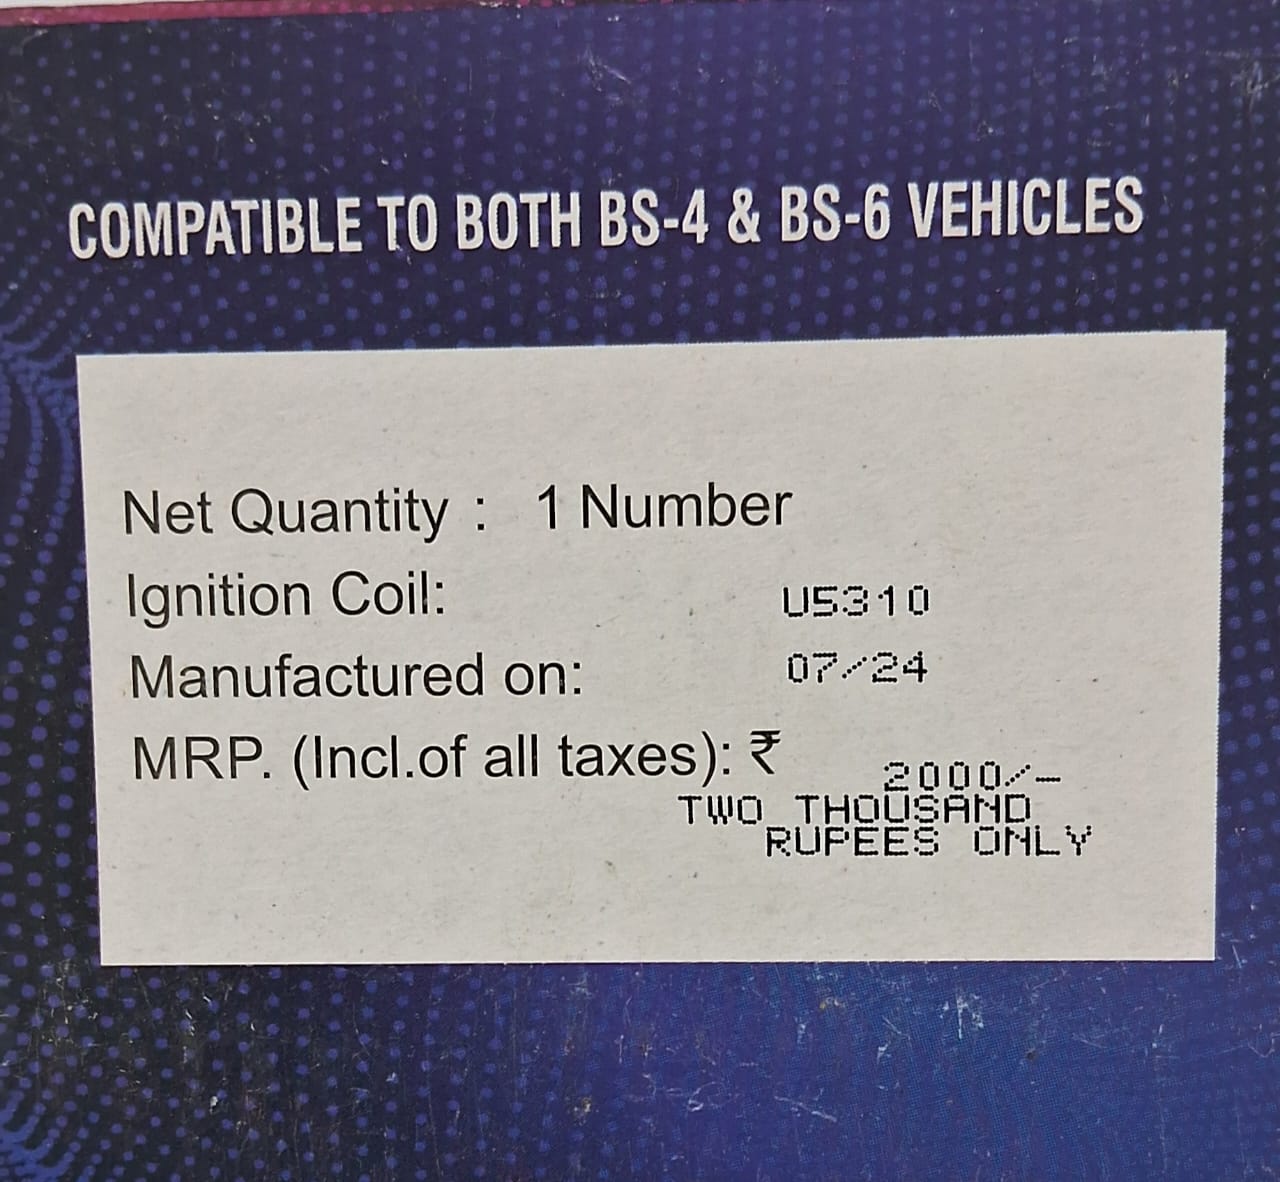 COMPATIBLE TO BOTH BS-4 & BS-6 VEHICLES
Net Quantity : 1 Number
Ignition Coil: U5310
Manufactured on: 07/24
MRP. (Incl.of all taxes): ₹ 2000/-
TWO THOUSAND
RUPEES ONLY